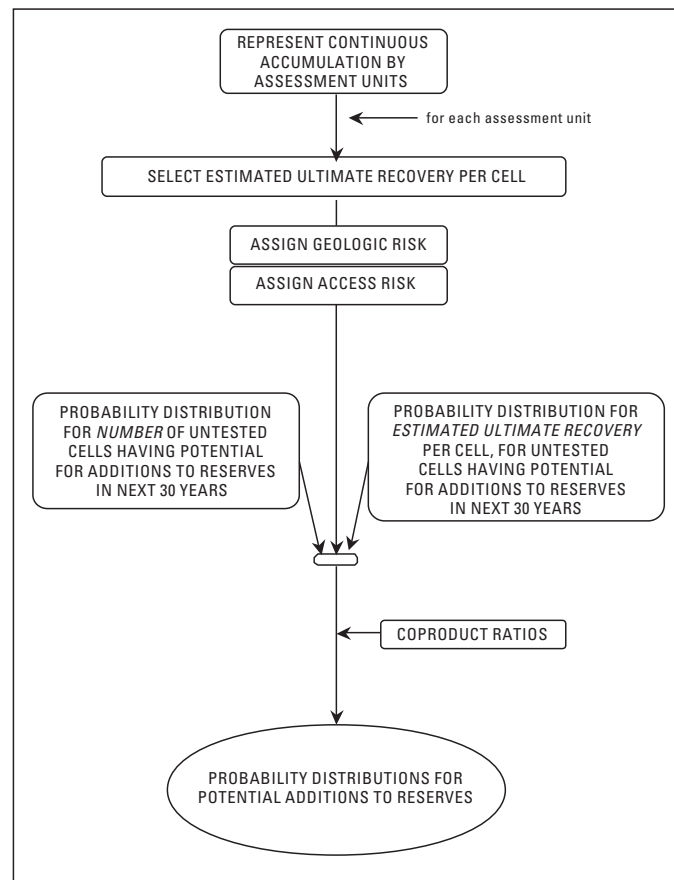 REPRESENT CONTINUOUS
ACCUMULATION BY
ASSESSMENT UNITS
for each assessment unit
SELECT ESTIMATED ULTIMATE RECOVERY PER CELL
ASSIGN GEOLOGIC RISK
ASSIGN ACCESS RISK
PROBABILITY DISTRIBUTION
FOR NUMBER OF UNTESTED
CELLS HAVING POTENTIAL
FOR ADDITIONS TO RESERVES
IN NEXT 30 YEARS
PROBABILITY DISTRIBUTION FOR
ESTIMATED ULTIMATE RECOVERY
PER CELL, FOR UNTESTED
CELLS HAVING POTENTIAL
FOR ADDITIONS TO RESERVES
IN NEXT 30 YEARS
COPRODUCT RATIOS
PROBABILITY DISTRIBUTIONS FOR
POTENTIAL ADDITIONS TO RESERVES